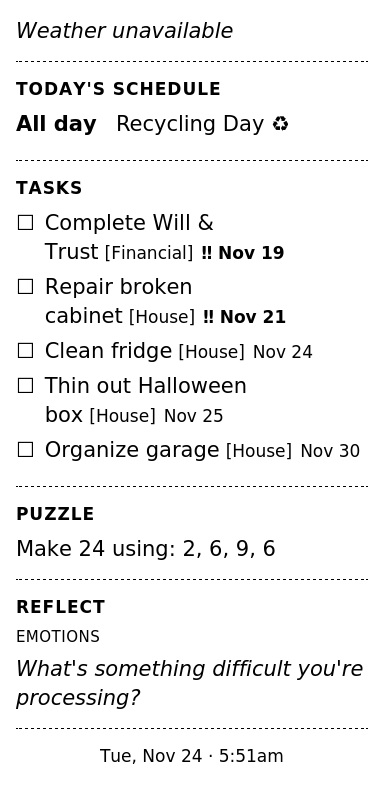 Weather unavailable
TODAY'S SCHEDULE
All day Recycling Day ♻
TASKS
☐ Complete Will &
Trust [Financial] ‼ Nov 19
☐ Repair broken
cabinet [House] ‼ Nov 21
☐ Clean fridge [House] Nov 24
☐ Thin out Halloween
box [House] Nov 25
☐ Organize garage [House] Nov 30
PUZZLE
Make 24 using: 2, 6, 9, 6
REFLECT
EMOTIONS
What's something difficult you're
processing?
Tue, Nov 24 · 5:51am